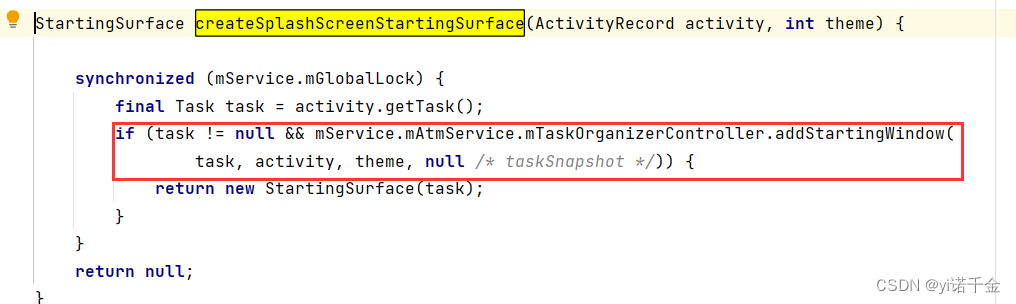 StartingSurface createSplashScreenStartingSurface(ActivityRecord activity, int theme) {
synchronized (mService.mGlobalLock) {
final Task task = activity.getTask();
if (task != null && mService.mAtmService.mTaskOrganizerController.addStartingWindow(
task, activity, theme, null /* taskSnapshot */)) {
return new StartingSurface(task);
}
}
return null;
}
CSDN @yi诺千金